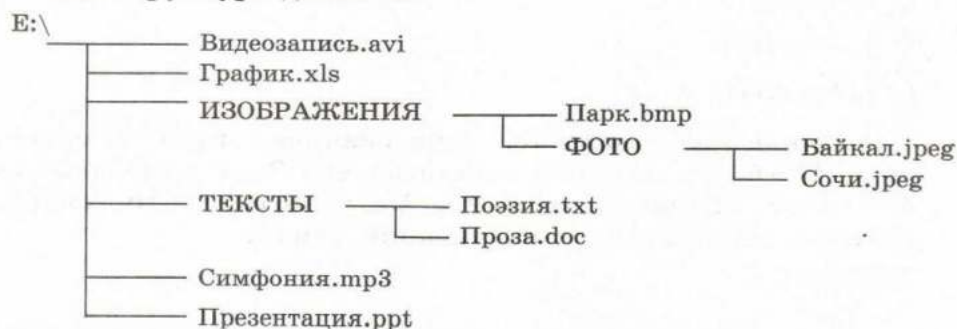 E:\
Видеозапись.avi
График.xls
ИЗОБРАЖЕНИЯ Парк.bmp
ФОТО Байкал.jpeg
Сочи.jpeg
ТЕКСТЫ Поэзия.txt
Проза.doc
Симфония.mp3
Презентация.ppt